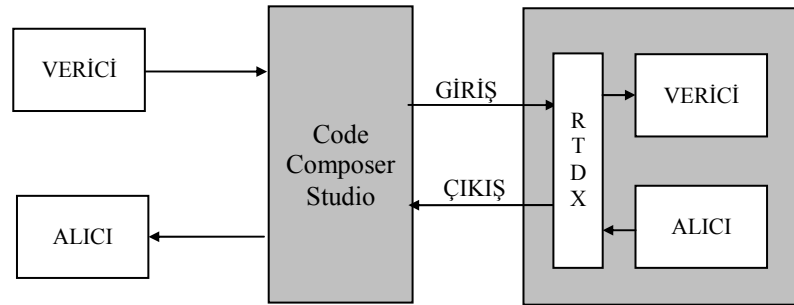 VERİCİ
ALICI
Code
Composer
Studio
GİRİŞ
ÇIKIŞ
R
T
D
X
VERİCİ
ALICI